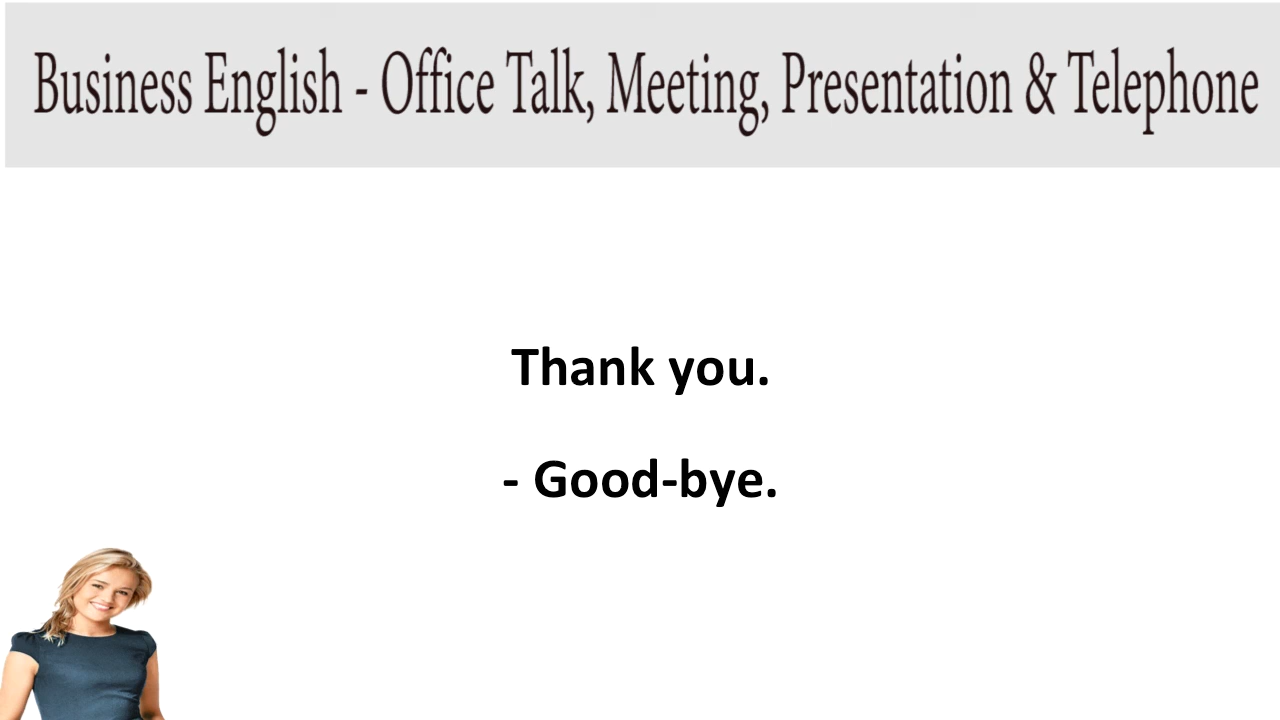 Business English - Office Talk, Meeting, Presentation & Telephone
Thank you.
- Good-bye.